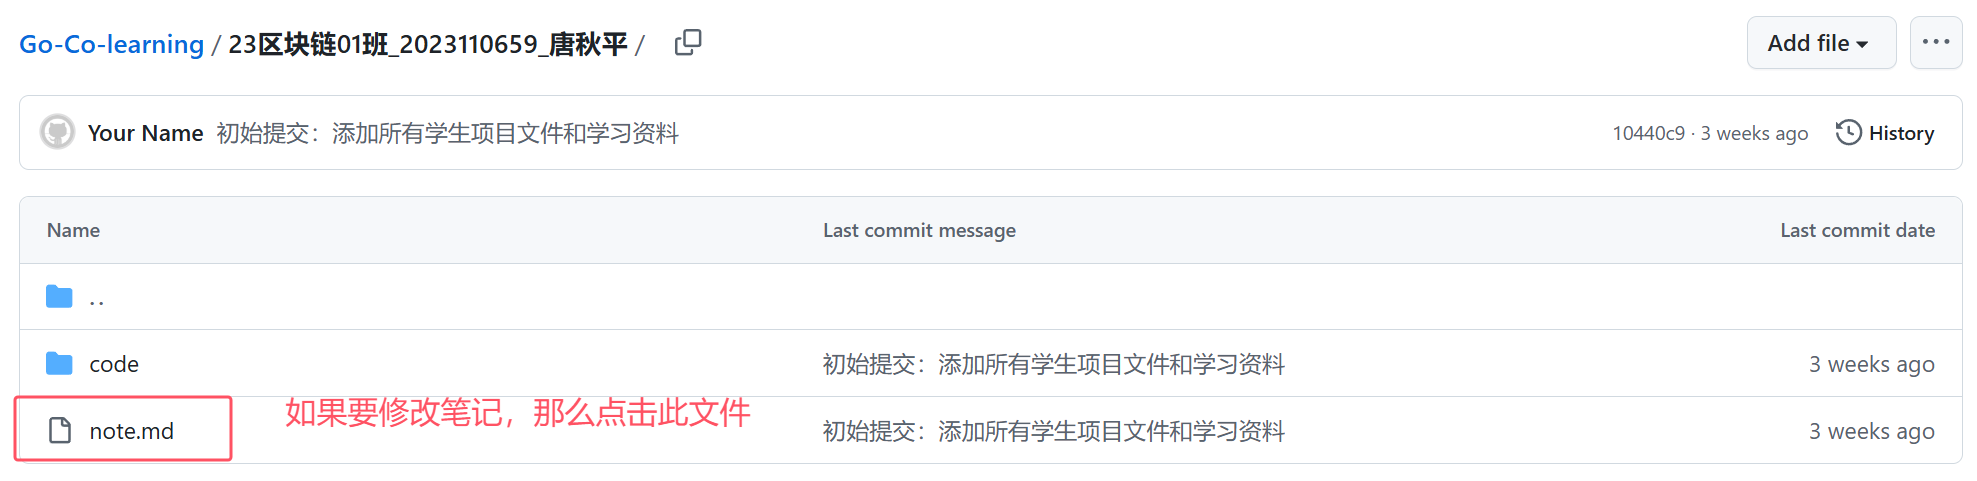 Go-Co-learning / 23区块链01班_2023110659_唐秋平 /
Add file
Your Name 初始提交：添加所有学生项目文件和学习资料
10440c9 · 3 weeks ago
History
Name Last commit message Last commit date
..
code 初始提交：添加所有学生项目文件和学习资料 3 weeks ago
如果要修改笔记，那么点击此文件
note.md 初始提交：添加所有学生项目文件和学习资料 3 weeks ago